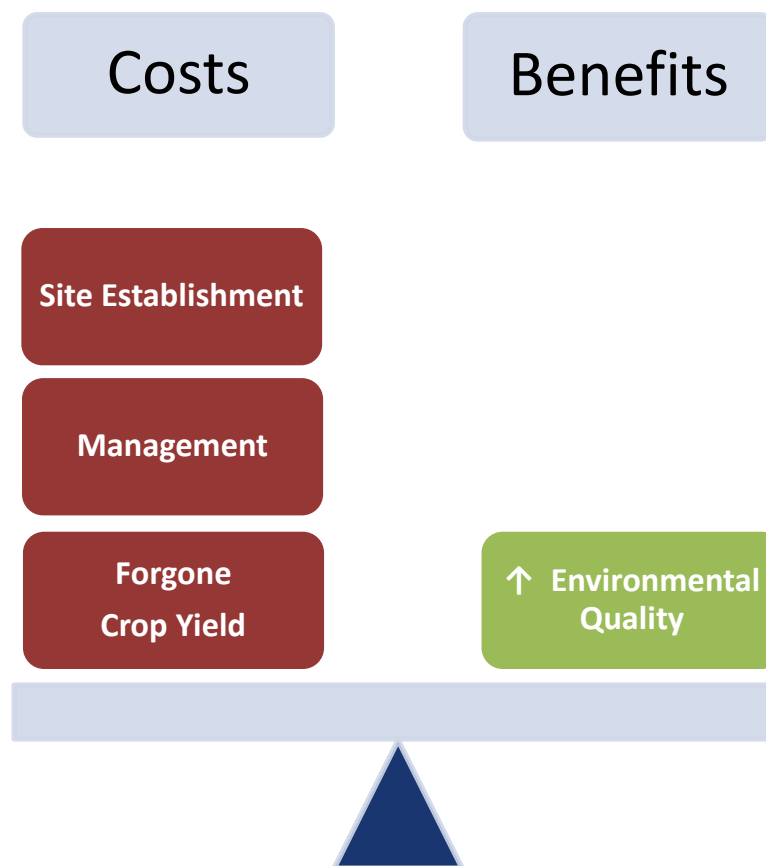 Costs
Benefits
Site Establishment
Management
Forgone
Crop Yield
↑ Environmental
Quality